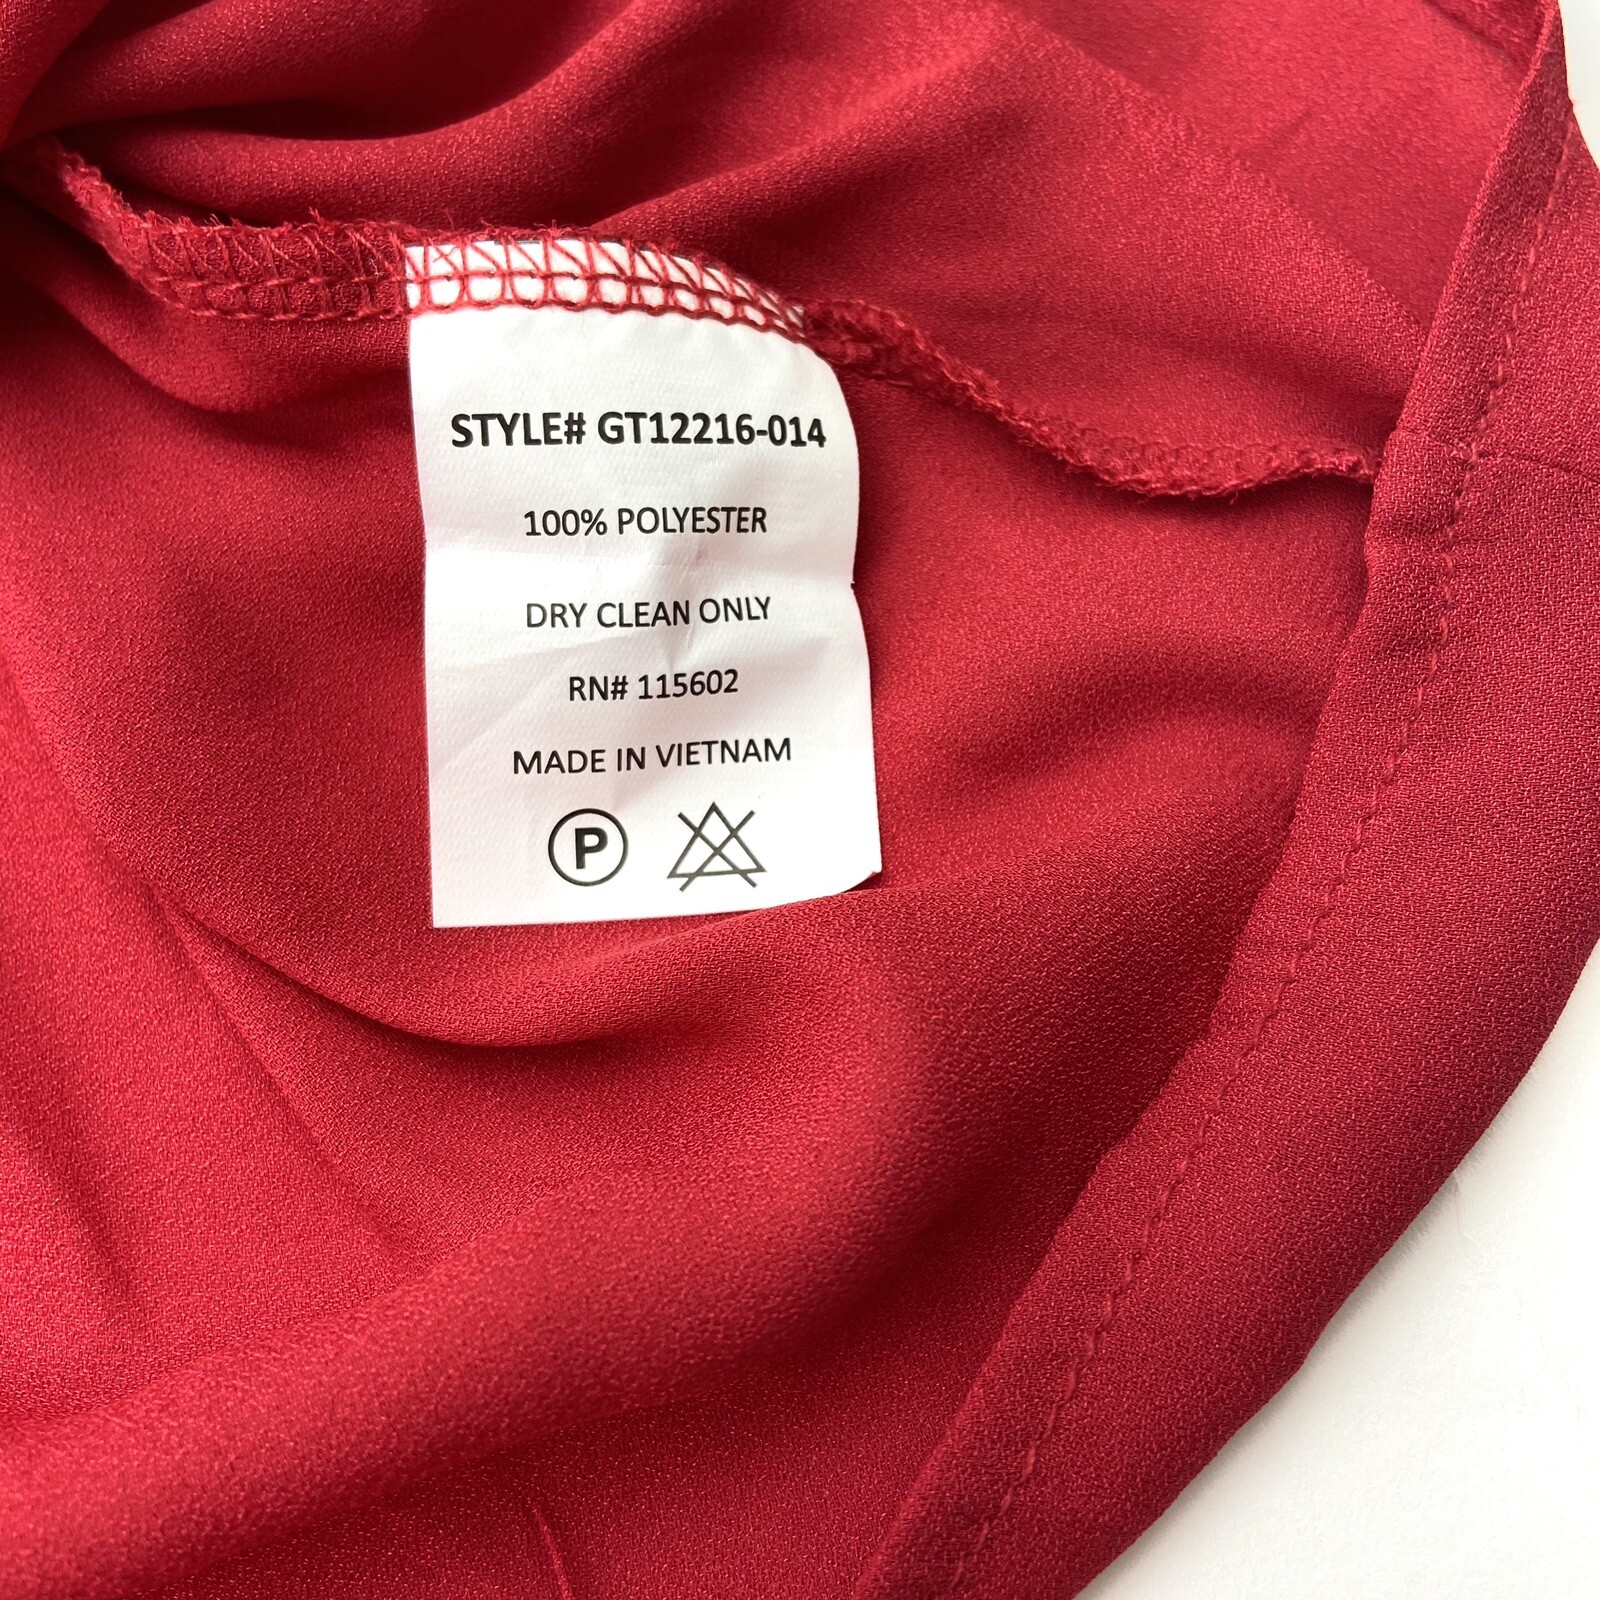 STYLE# GT12216-014
100% POLYESTER
DRY CLEAN ONLY
RN# 115602
MADE IN VIETNAM
P